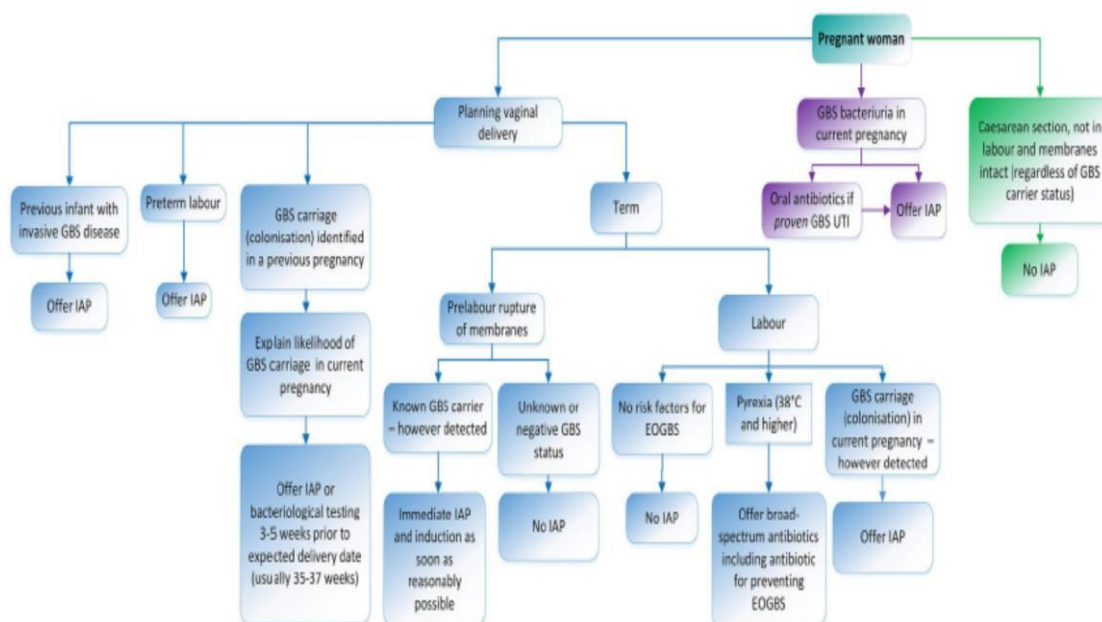 Pregnant woman
Planning vaginal
delivery
GBS bacteriuria in
current pregnancy
Caesarean section, not in
labour and membranes
intact |regardless of GBS
carrier status)
Oral antibiotics if
proven GBS UTI
Offer IAP
No IAP
Previous infant with
invasive GBS disease
Offer IAP
Preterm labour
Offer IAP
GBS carriage
(colonisation) identified
in a previous pregnancy
Explain likelihood of
GBS carriage in current
pregnancy
Offer IAP or
bacteriological testing
3-5 weeks prior to
expected delivery date
(usually 35-37 weeks)
Term
Prelabour rupture
of membranes
Known GBS carrier
– however detected
Immediate IAP
and induction as
soon as
reasonably
possible
Unknown or
negative GBS
status
No IAP
Labour
No risk factors for
EOGBS
No IAP
Pyrexia (38°C
and higher)
Offer broad-
spectrum antibiotics
including antibiotic
for preventing
EOGBS
GBS carriage
(colonisation) in
current pregnancy –
however detected
Offer IAP